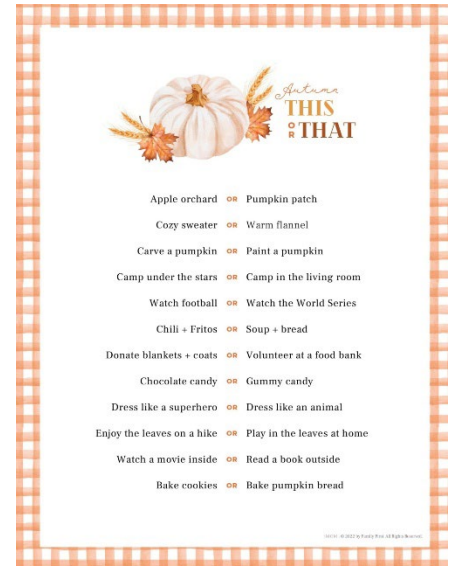 Autumn
THIS
OR THAT
Apple orchard OR Pumpkin patch
Cozy sweater OR Warm flannel
Carve a pumpkin OR Paint a pumpkin
Camp under the stars OR Camp in the living room
Watch football OR Watch the World Series
Chili + Fritos OR Soup + bread
Donate blankets + coats OR Volunteer at a food bank
Chocolate candy OR Gummy candy
Dress like a superhero OR Dress like an animal
Enjoy the leaves on a hike OR Play in the leaves at home
Watch a movie inside OR Read a book outside
Bake cookies OR Bake pumpkin bread
All Rights Reserved